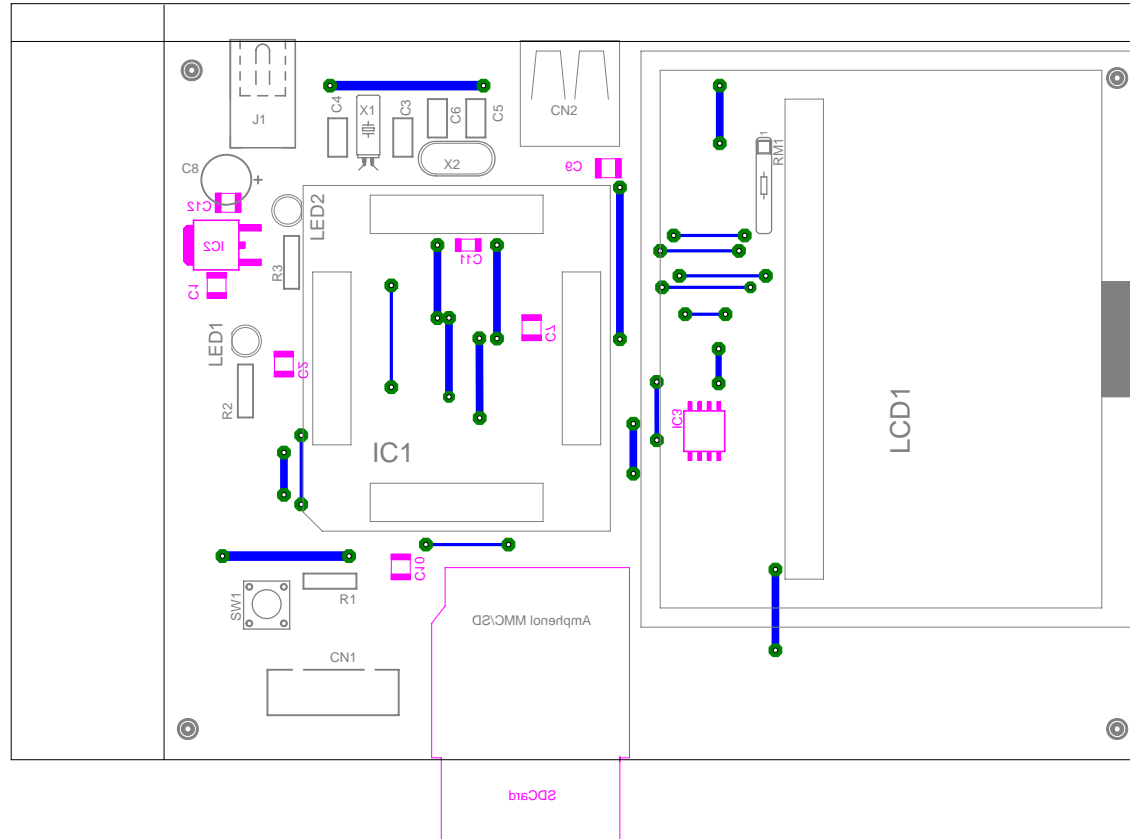 J1
C4
X1
C3
C6
C5
CN2
X2
C9
1
RM1
C8
C12
LED2
IC2
C11
R3
C1
C7
LED1
C2
R2
IC3
LCD1
IC1
C10
SW1
R1
Amphenol MMC/SD
CN1
SDCard